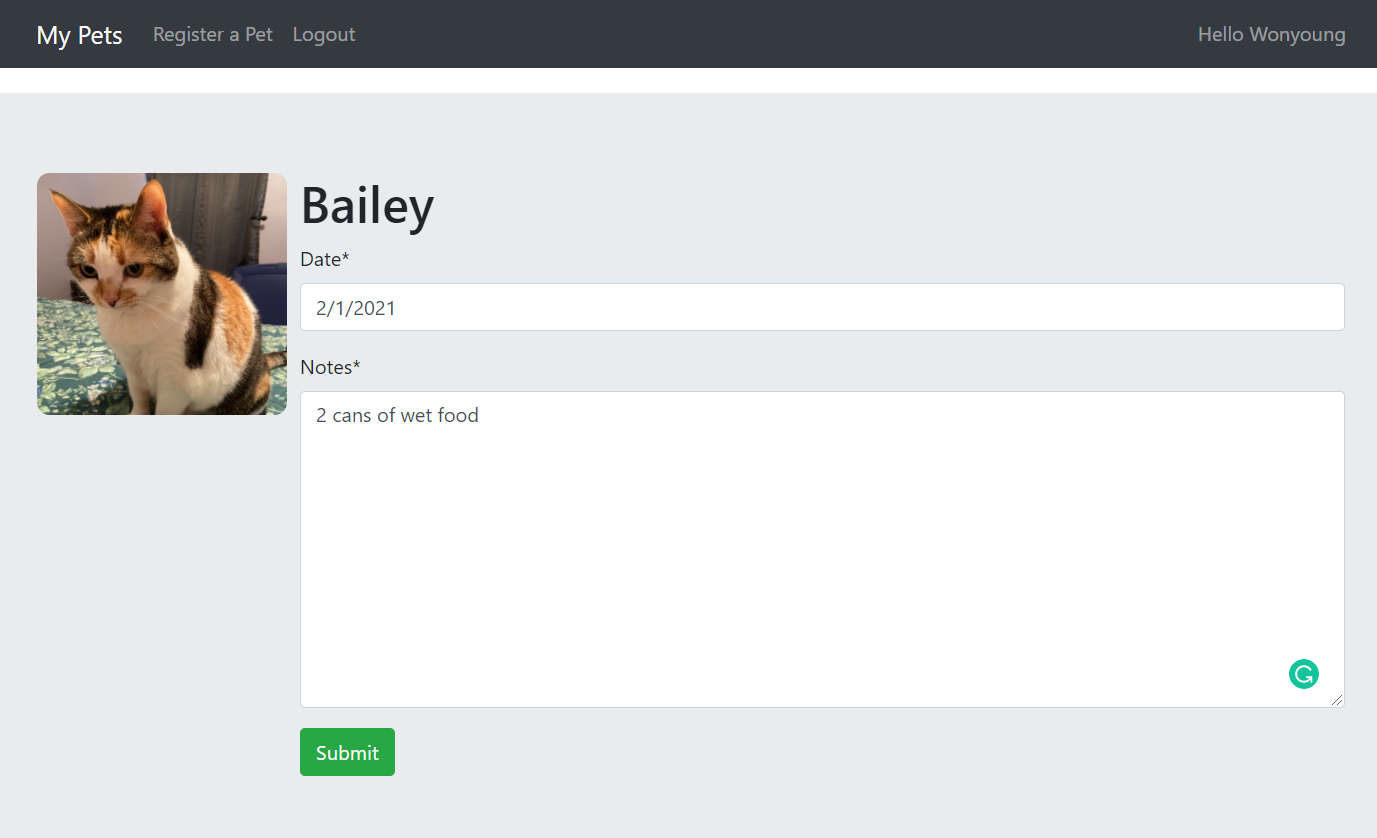 My Pets Register a Pet Logout Hello Wonyoung
Bailey
Date*
2/1/2021
Notes*
2 cans of wet food
Submit